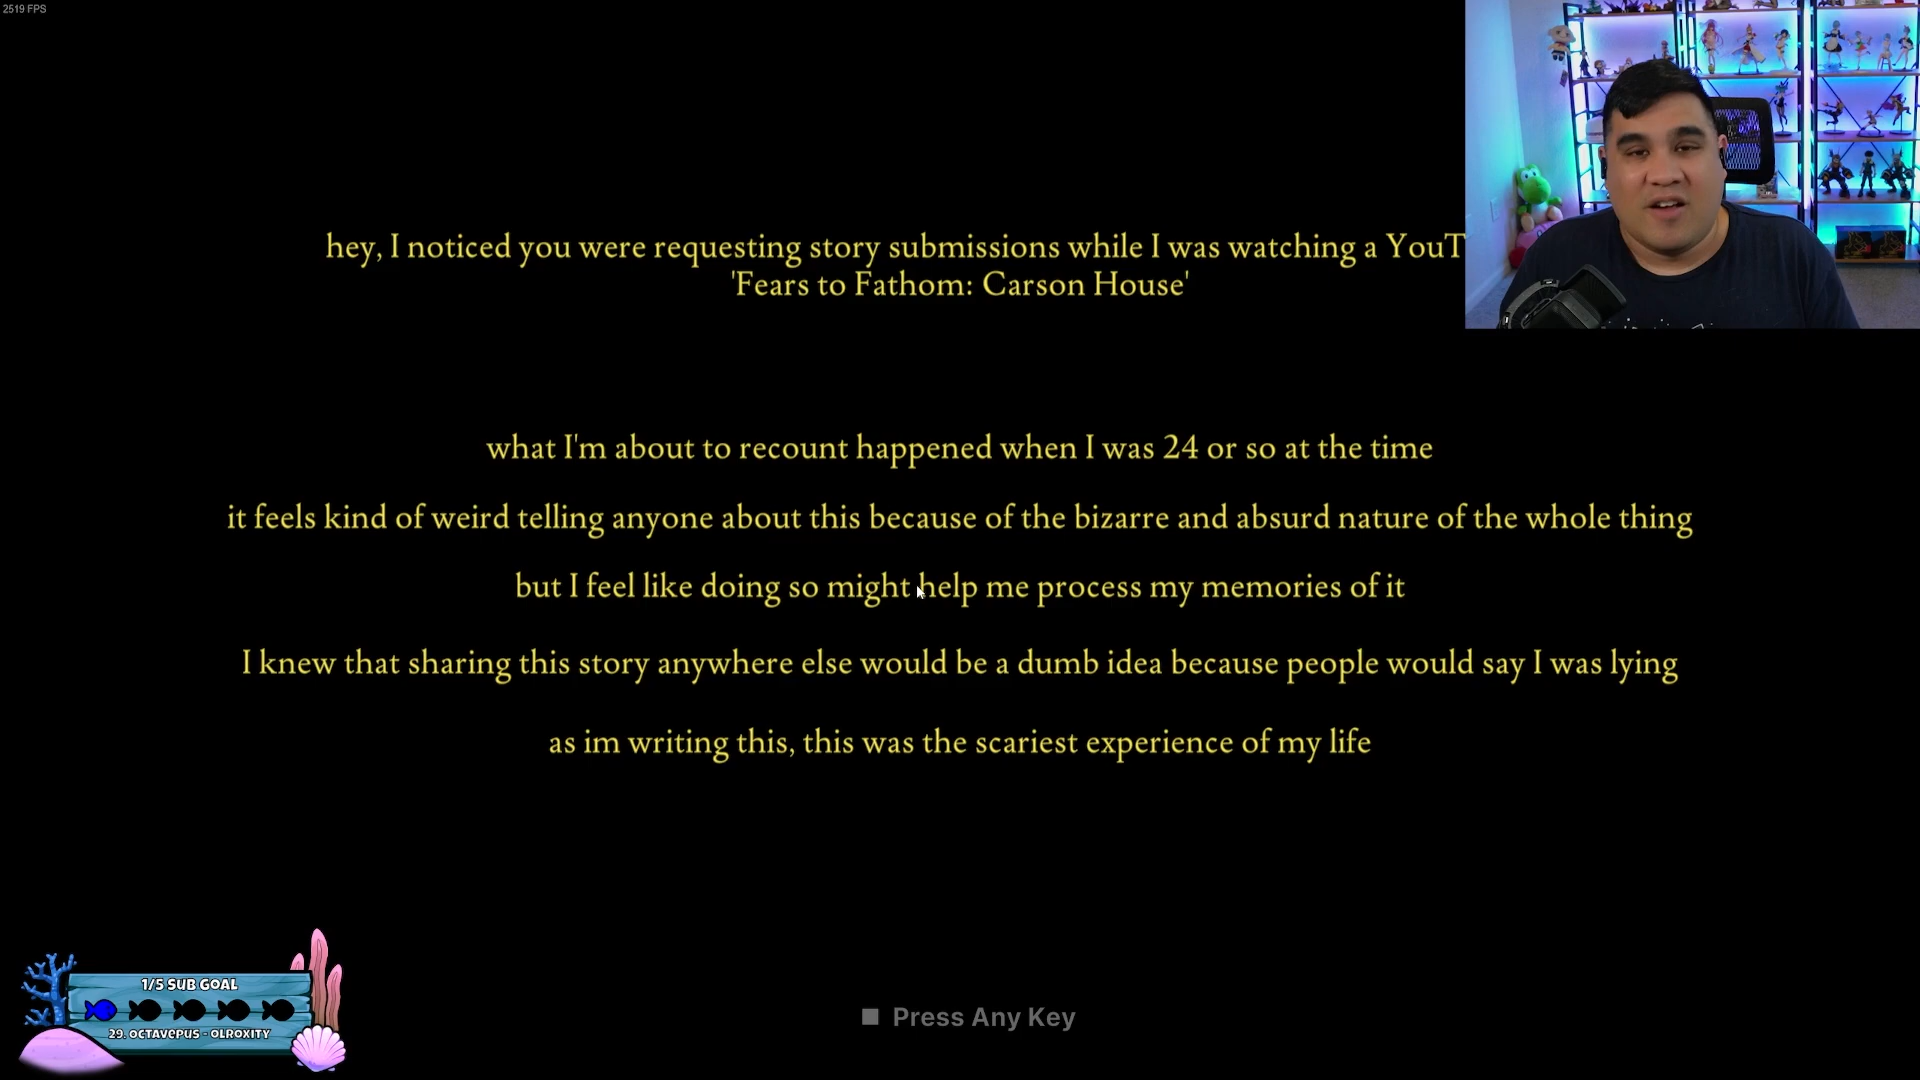 2519 FPS
hey, I noticed you were requesting story submissions while I was watching a YouT
'Fears to Fathom: Carson House'
what I'm about to recount happened when I was 24 or so at the time
it feels kind of weird telling anyone about this because of the bizarre and absurd nature of the whole thing
but I feel like doing so might help me process my memories of it
I knew that sharing this story anywhere else would be a dumb idea because people would say I was lying
as im writing this, this was the scariest experience of my life
1/5 SUB GOAL
29. OCTAVEPUS - OLROXITY
Press Any Key